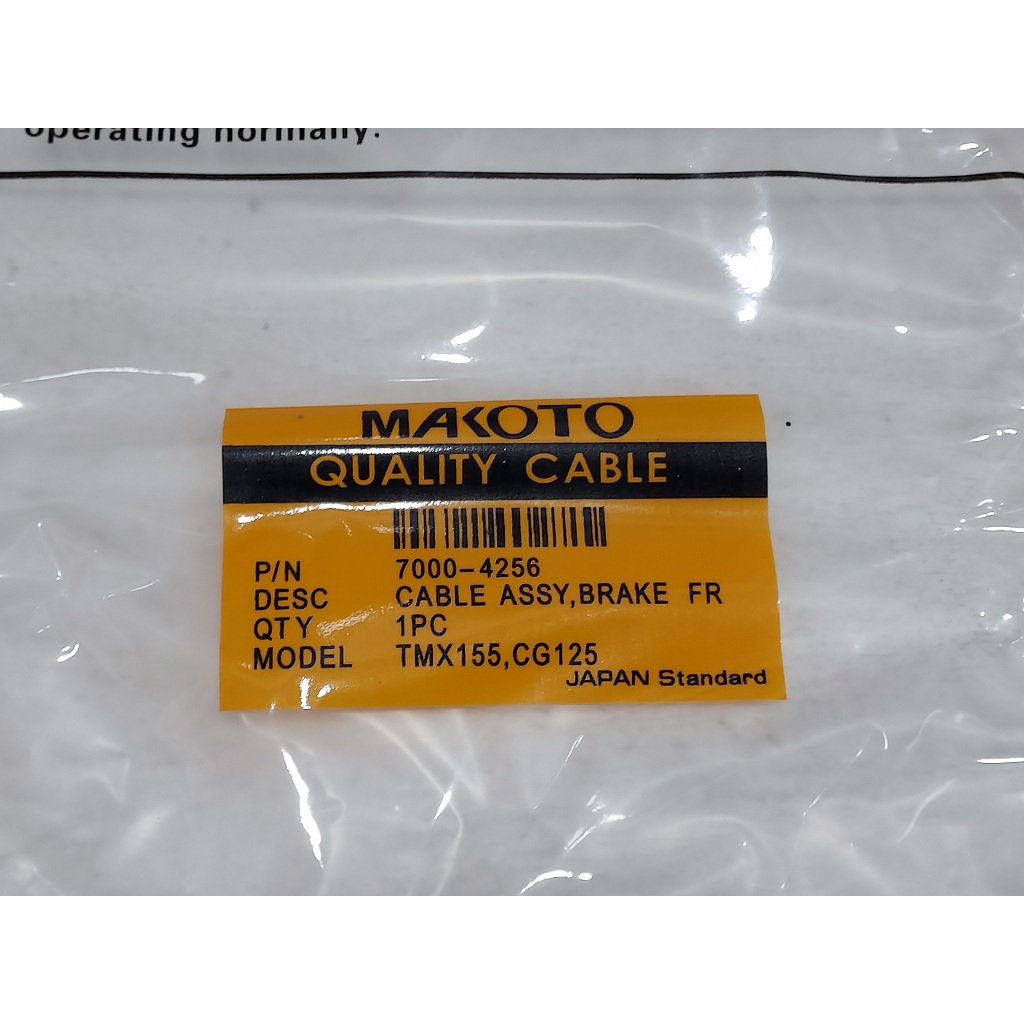 operating normally.
MAKOTO
QUALITY CABLE
P/N 7000-4256
DESC CABLE ASSY,BRAKE FR
QTY 1PC
MODEL TMX155,CG125
JAPAN Standard